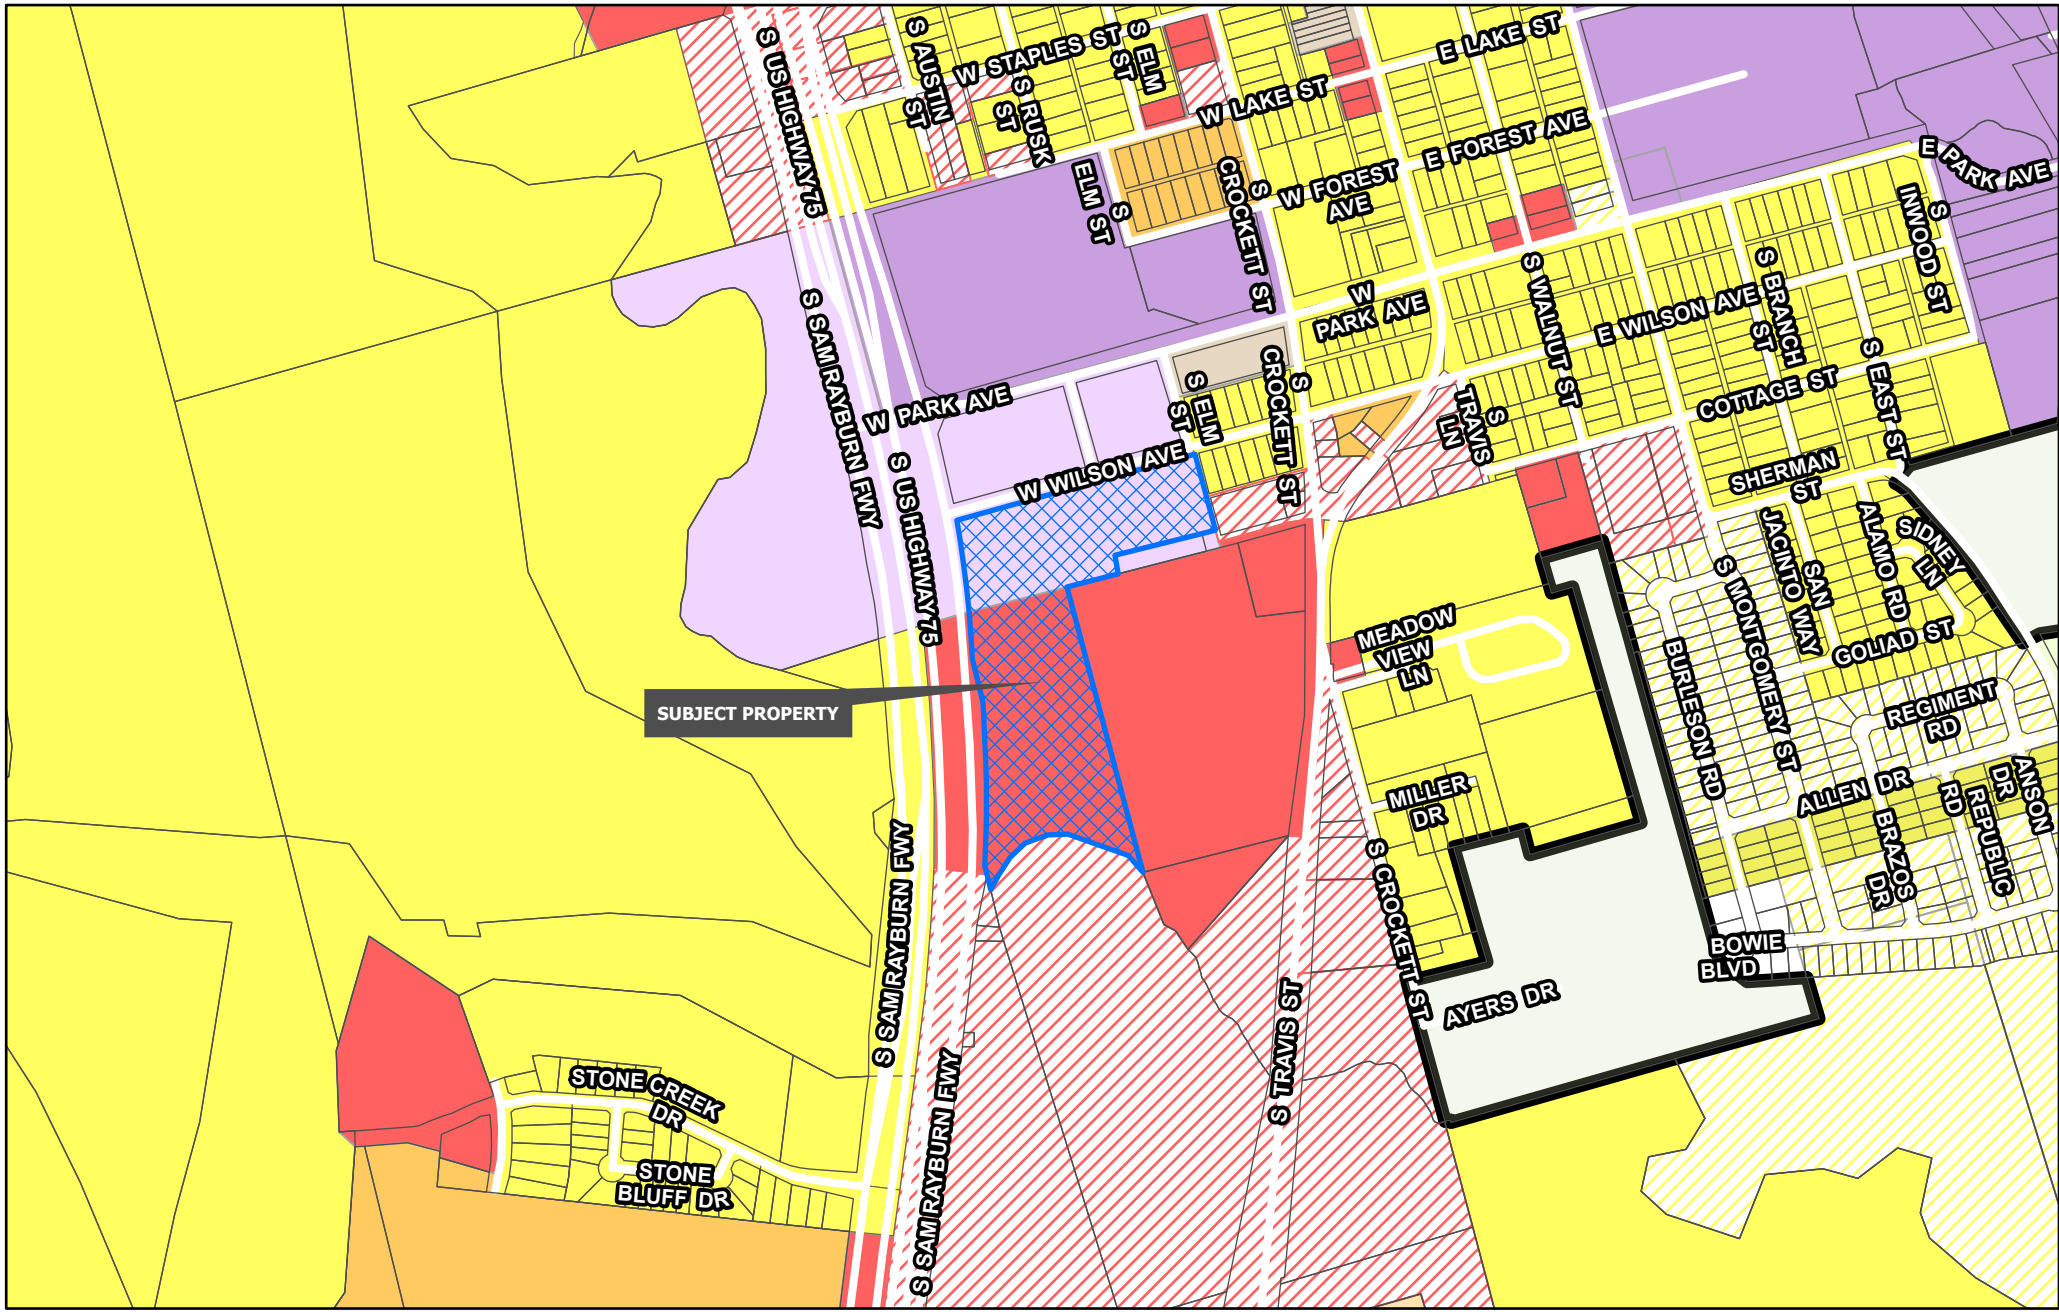 S US HIGHWAY 75
S AUSTIN
ST
W STAPLES ST
S RUSK
ST
S ELM
ST
W LAKE ST
E LAKE ST
E FOREST AVE
W FOREST
AVE
S
CROCKETT ST
S
ELM ST
E PARK AVE
S
INWOOD ST
W
PARK AVE
S WALNUT ST
E WILSON AVE
S BRANCH
ST
S EAST ST
COTTAGE ST
S SAM RAYBURN FWY
W PARK AVE
S
ELM
ST
S
CROCKETT ST
S
TRAVIS
LN
W WILSON AVE
S US HIGHWAY 75
SHERMAN
ST
SAN
JACINTO WAY
ALAMO RD
SIDNEY
LN
S MONTGOMERY ST
GOLIAD ST
BURLESON RD
MEADOW
VIEW
LN
SUBJECT PROPERTY
REGIMENT
RD
MILLER
DR
ALLEN DR
ANSON
DR
REPUBLIC
RD
BRAZOS
DR
BOWIE
BLVD
S CROCKETT ST
AYERS DR
S SAM RAYBURN FWY
S TRAVIS ST
S SAM RAYBURN FWY
STONE CREEK
DR
STONE
BLUFF DR